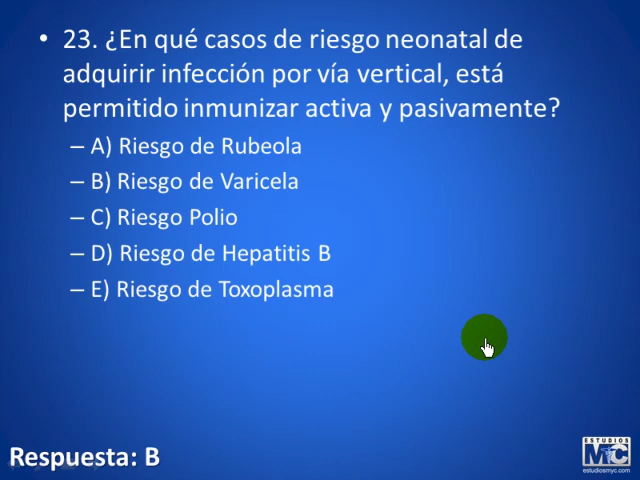 • 23. ¿En qué casos de riesgo neonatal de
adquirir infección por vía vertical, está
permitido inmunizar activa y pasivamente?
– A) Riesgo de Rubeola
– B) Riesgo de Varicela
– C) Riesgo Polio
– D) Riesgo de Hepatitis B
– E) Riesgo de Toxoplasma
Respuesta: B
ESTUDIOS
MyC
estudiosmyc.com